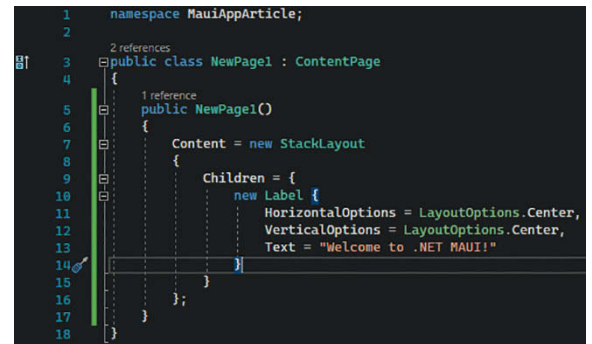 1 namespace MauiAppArticle;
2
2 references
3 public class NewPage1 : ContentPage
4 {
1 reference
5 public NewPage1()
6 {
7 Content = new StackLayout
8 {
9 Children = {
10 new Label {
11 HorizontalOptions = LayoutOptions.Center,
12 VerticalOptions = LayoutOptions.Center,
13 Text = "Welcome to .NET MAUI!"
14 }
15 }
16 };
17 }
18 }